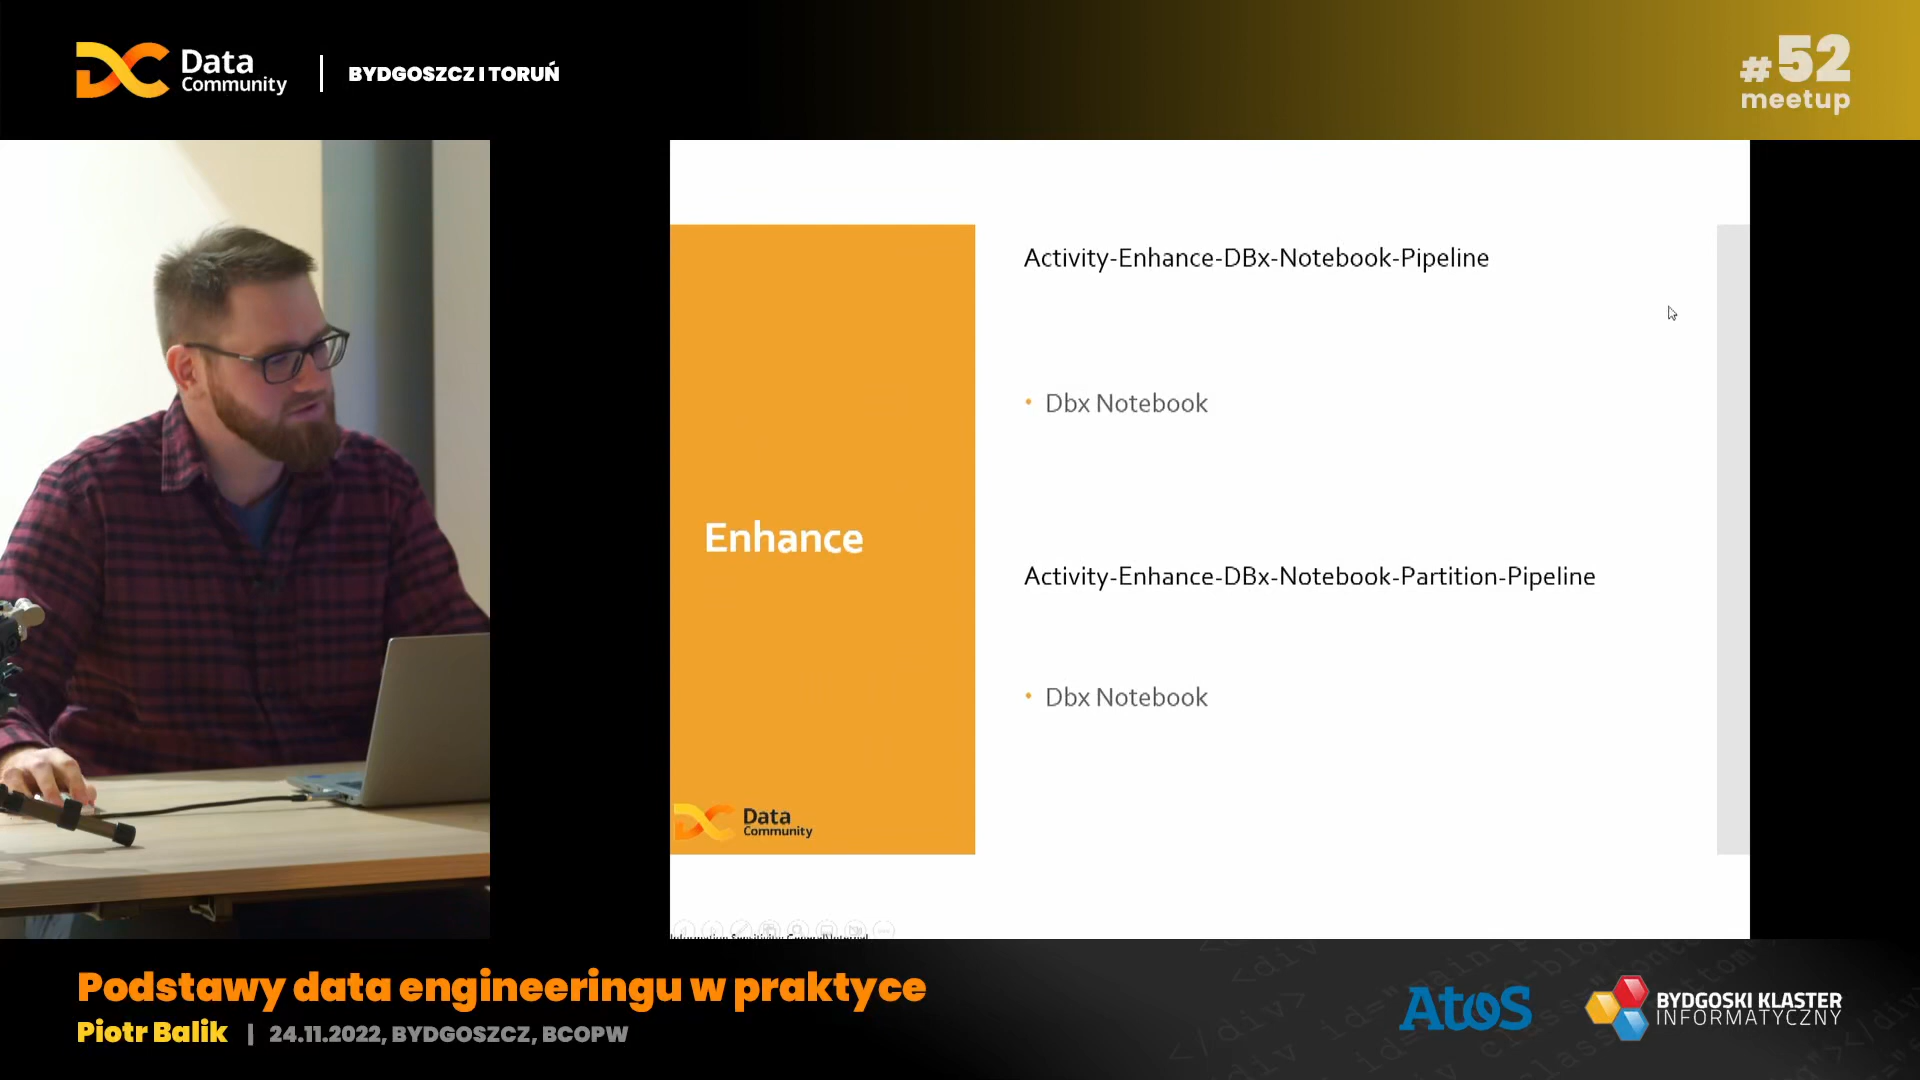 Data
Community
BYDGOSZCZ I TORUŃ
#52
meetup
Activity-Enhance-DBx-Notebook-Pipeline
• Dbx Notebook
Enhance
Activity-Enhance-DBx-Notebook-Partition-Pipeline
• Dbx Notebook
Data
Community
Podstawy data engineeringu w praktyce
Piotr Balik | 24.11.2022, BYDGOSZCZ, BCOPW
Atos
BYDGOSKI KLASTER
INFORMATYCZNY